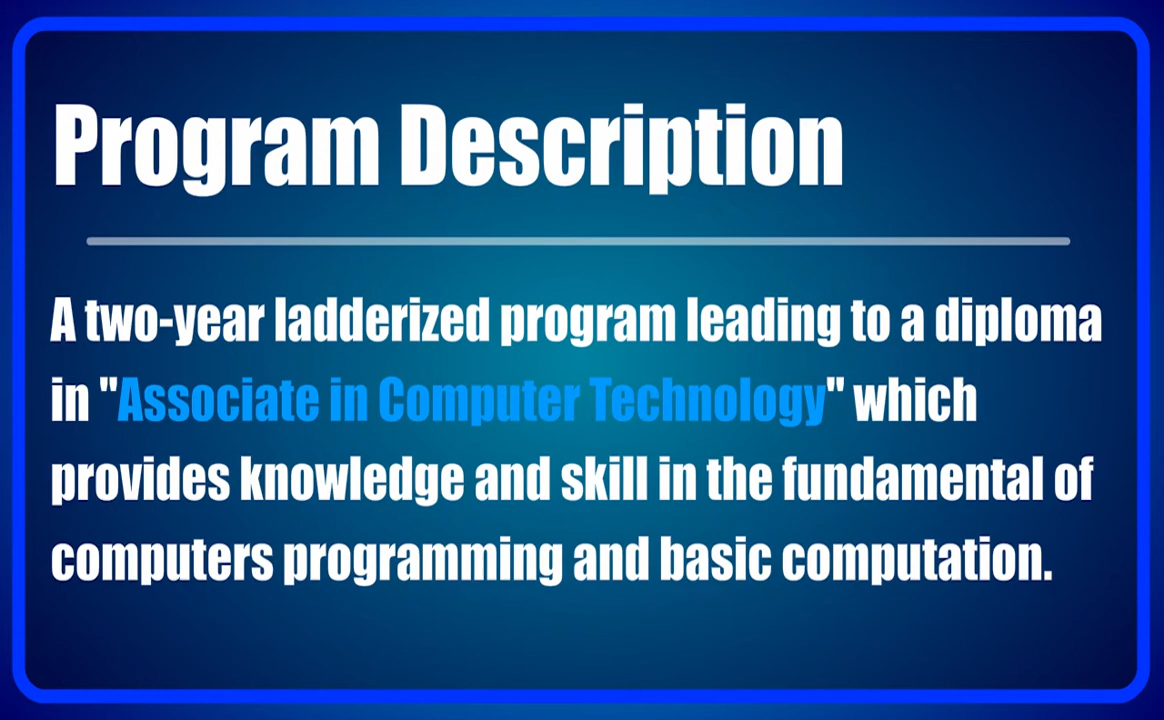 Program Description
A two-year ladderized program leading to a diploma
in "Associate in Computer Technology" which
provides knowledge and skill in the fundamental of
computers programming and basic computation.